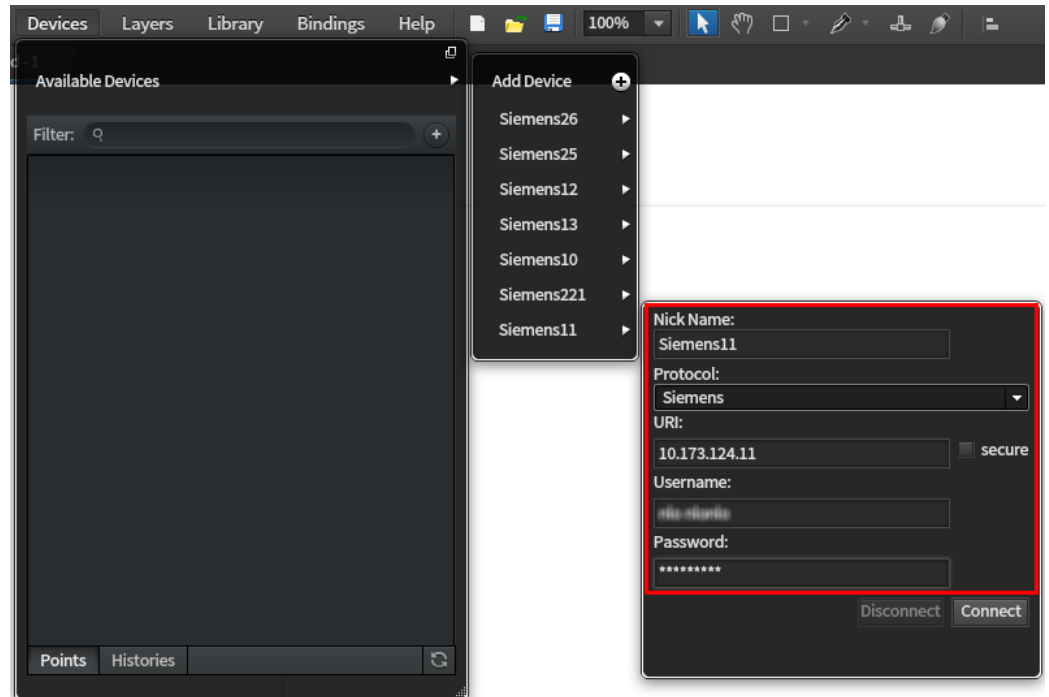 Devices Layers Library Bindings Help 100%
d-1
Available Devices
Filter:
Points Histories
Add Device
Siemens26
Siemens25
Siemens12
Siemens13
Siemens10
Siemens221
Siemens11
Nick Name:
Siemens11
Protocol:
Siemens
URI:
10.173.124.11 secure
Username:
Password:
*********
Disconnect Connect